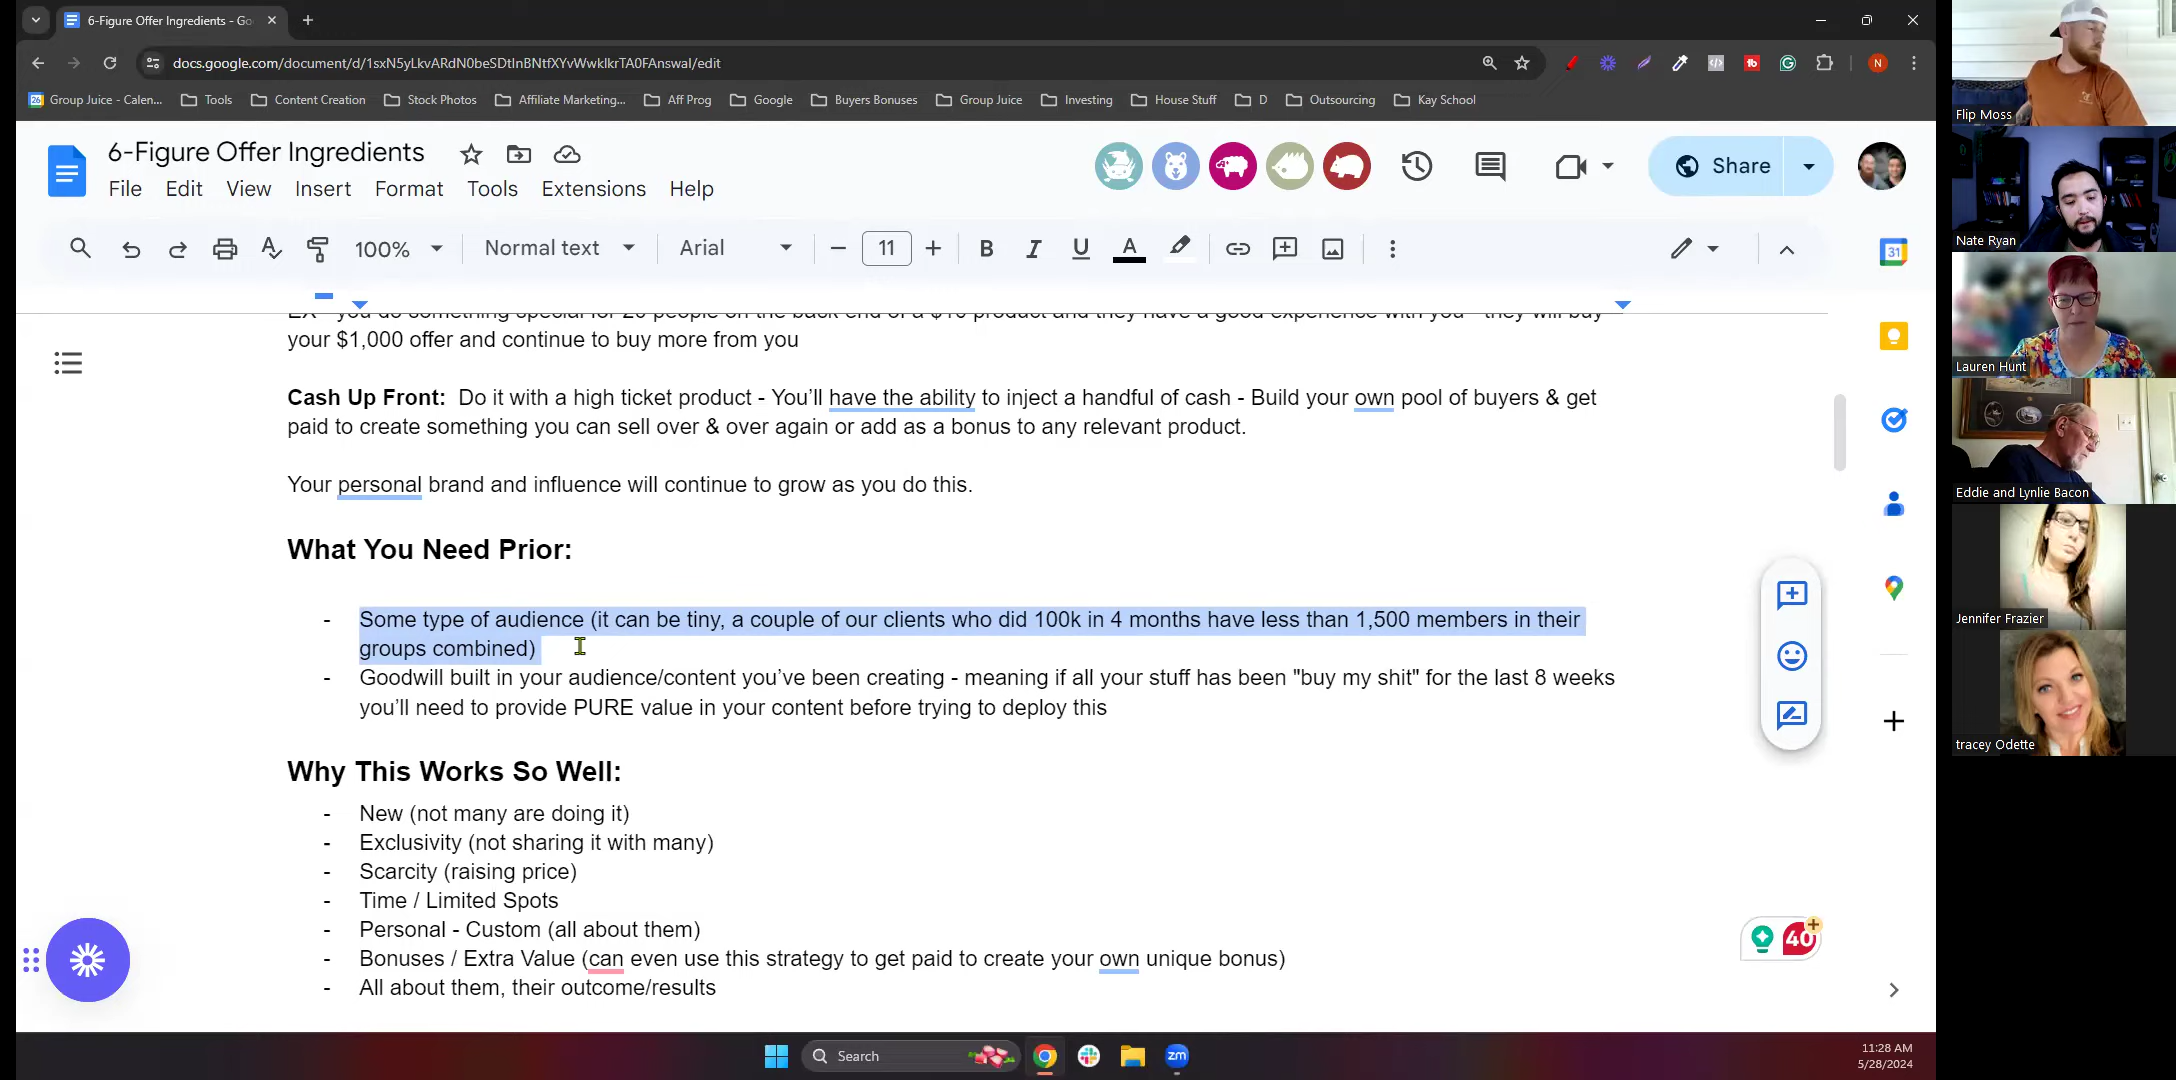 6-Figure Offer Ingredients - Go
docs.google.com/document/d/1sxN5yLkvARdN0beSDtInBNtfXYvWwklkrTA0FAnswaI/edit
N
Group Juice - Calen...
Tools
Content Creation
Stock Photos
Affiliate Marketing...
Aff Prog
Google
Buyers Bonuses
Group Juice
Investing
House Stuff
D
Outsourcing
Kay School
6-Figure Offer Ingredients
File Edit View Insert Format Tools Extensions Help
Share
100% Normal text Arial 11 B I U A
31
your $1,000 offer and continue to buy more from you
Cash Up Front: Do it with a high ticket product - You’ll have the ability to inject a handful of cash - Build your own pool of buyers & get
paid to create something you can sell over & over again or add as a bonus to any relevant product.
Your personal brand and influence will continue to grow as you do this.
What You Need Prior:
- Some type of audience (it can be tiny, a couple of our clients who did 100k in 4 months have less than 1,500 members in their
groups combined)
- Goodwill built in your audience/content you’ve been creating - meaning if all your stuff has been "buy my shit" for the last 8 weeks
you’ll need to provide PURE value in your content before trying to deploy this
Why This Works So Well:
- New (not many are doing it)
- Exclusivity (not sharing it with many)
- Scarcity (raising price)
- Time / Limited Spots
- Personal - Custom (all about them)
- Bonuses / Extra Value (can even use this strategy to get paid to create your own unique bonus)
- All about them, their outcome/results
40
Search
zm
11:28 AM
5/28/2024
Flip Moss
Nate Ryan
Lauren Hunt
Eddie and Lynlie Bacon
Jennifer Frazier
tracey Odette